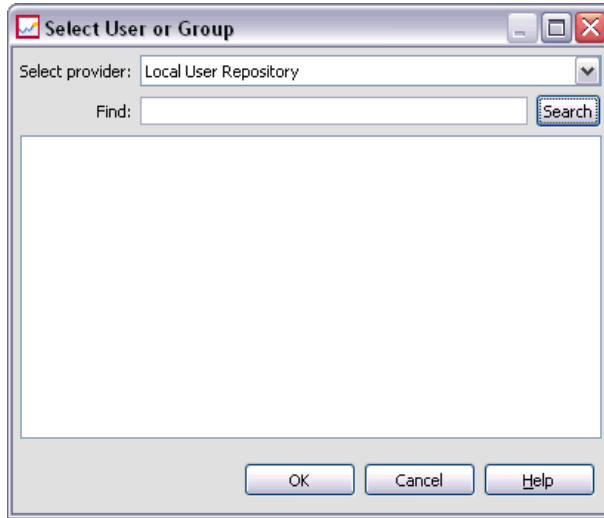 Select User or Group
Select provider: Local User Repository
Find: Search
OK Cancel Help